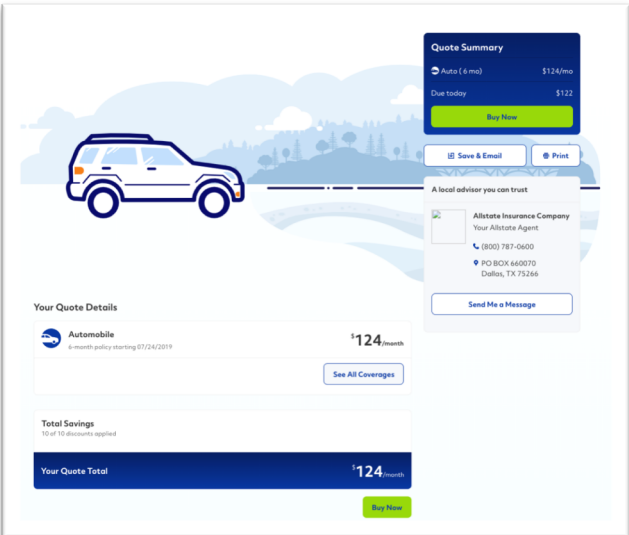 Quote Summary
Auto ( 6 mo) $124/mo
Due today $122
Buy Now
Save & Email Print
A local advisor you can trust
Allstate Insurance Company
Your Allstate Agent
(800) 787-0600
PO BOX 660070
Dallas, TX 75266
Send Me a Message
Your Quote Details
Automobile
6-month policy starting 07/24/2019
$124/month
See All Coverages
Total Savings
10 of 10 discounts applied
Your Quote Total $124/month
Buy Now